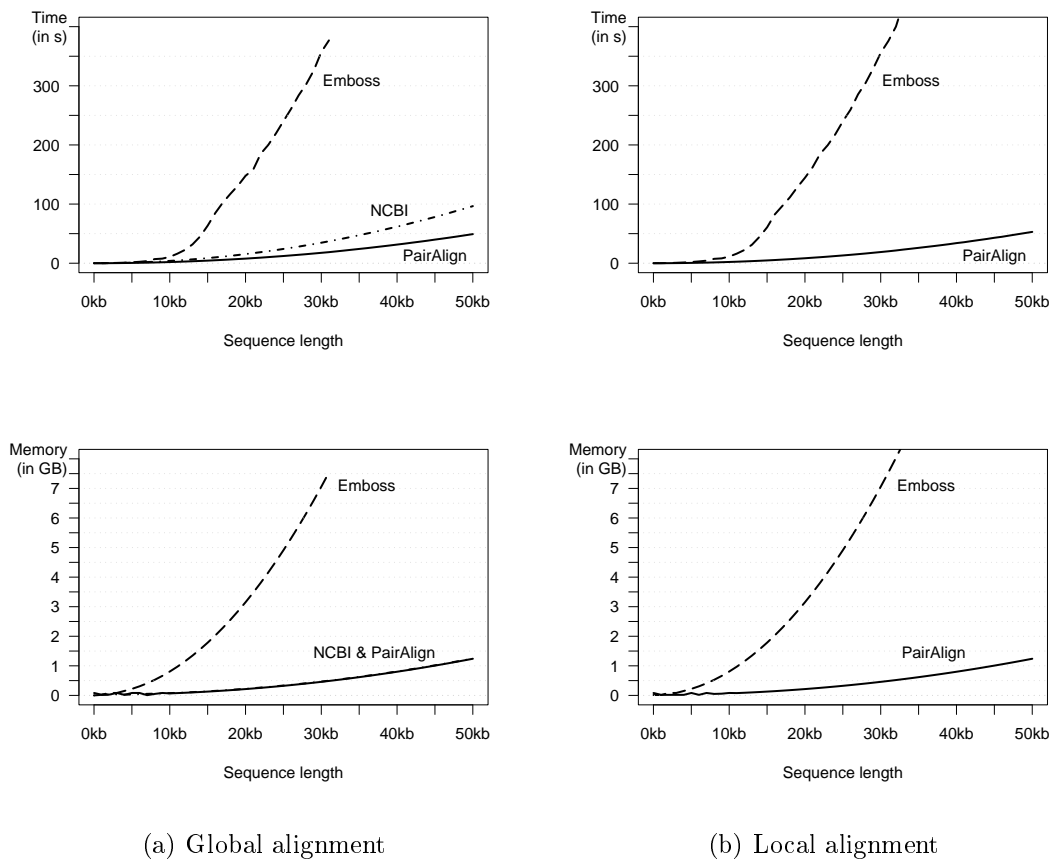 Time
(in s)
300
200
100
0
Emboss
NCBI
PairAlign
0kb 10kb 20kb 30kb 40kb 50kb
Sequence length
Time
(in s)
300
200
100
0
Emboss
PairAlign
0kb 10kb 20kb 30kb 40kb 50kb
Sequence length
Memory
(in GB)
7
6
5
4
3
2
1
0
Emboss
NCBI & PairAlign
0kb 10kb 20kb 30kb 40kb 50kb
Sequence length
Memory
(in GB)
7
6
5
4
3
2
1
0
Emboss
PairAlign
0kb 10kb 20kb 30kb 40kb 50kb
Sequence length
(a) Global alignment
(b) Local alignment